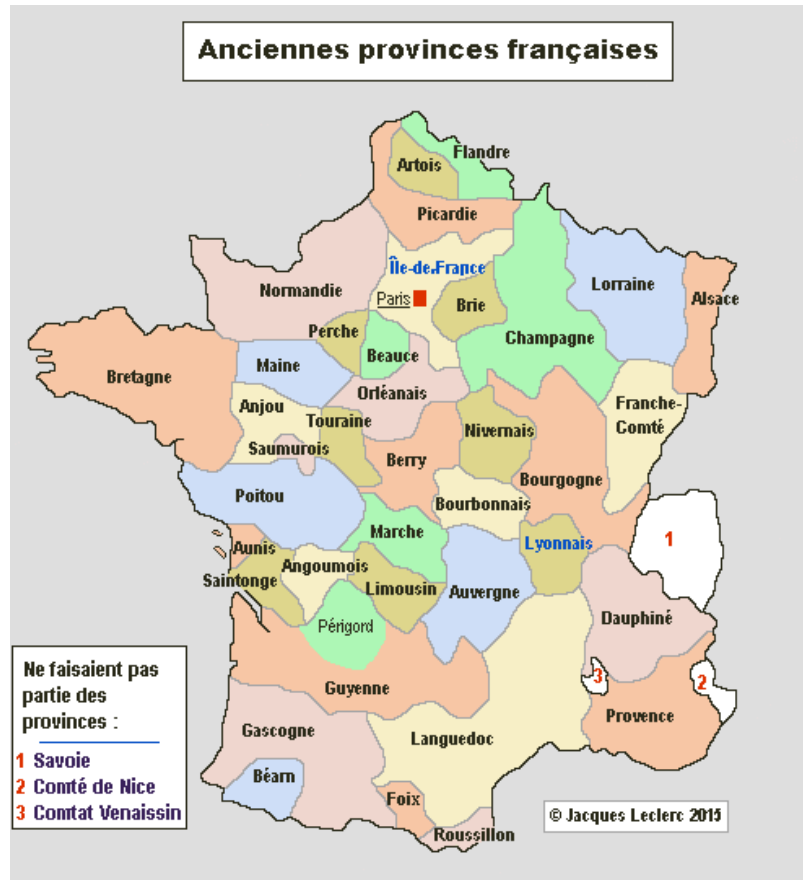 Anciennes provinces françaises
Flandre
Artois
Picardie
Île-de-France
Lorraine
Normandie
Paris
Brie
Alsace
Perche
Beauce
Champagne
Maine
Bretagne
Orléanais
Anjou
Franche-
Comté
Touraine
Nivernais
Saumurois
Berry
Bourgogne
Poitou
Bourbonnais
Marche
1
Lyonnais
Aunis
Angoumois
Saintonge
Limousin
Auvergne
Périgord
Dauphiné
3
2
Guyenne
Provence
Gascogne
Languedoc
Béarn
Foix
Roussillon
Ne faisaient pas
partie des
provinces :
1 Savoie
2 Comté de Nice
3 Comtat Venaissin
© Jacques Leclerc 2015